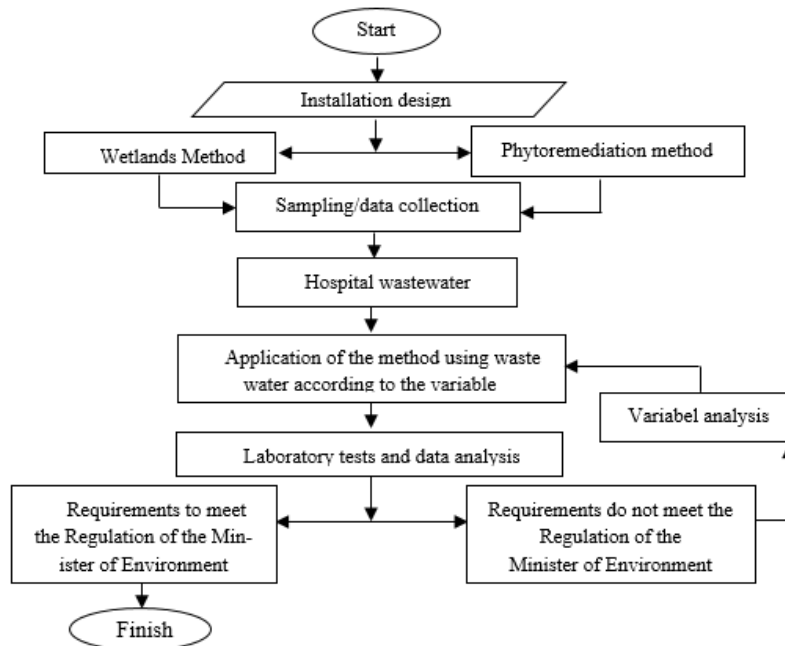 Start
Installation design
Wetlands Method
Phytoremediation method
Sampling/data collection
Hospital wastewater
Application of the method using waste
water according to the variable
Variabel analysis
Laboratory tests and data analysis
Requirements to meet
the Regulation of the Min-
ister of Environment
Requirements do not meet the
Regulation of the
Minister of Environment
Finish